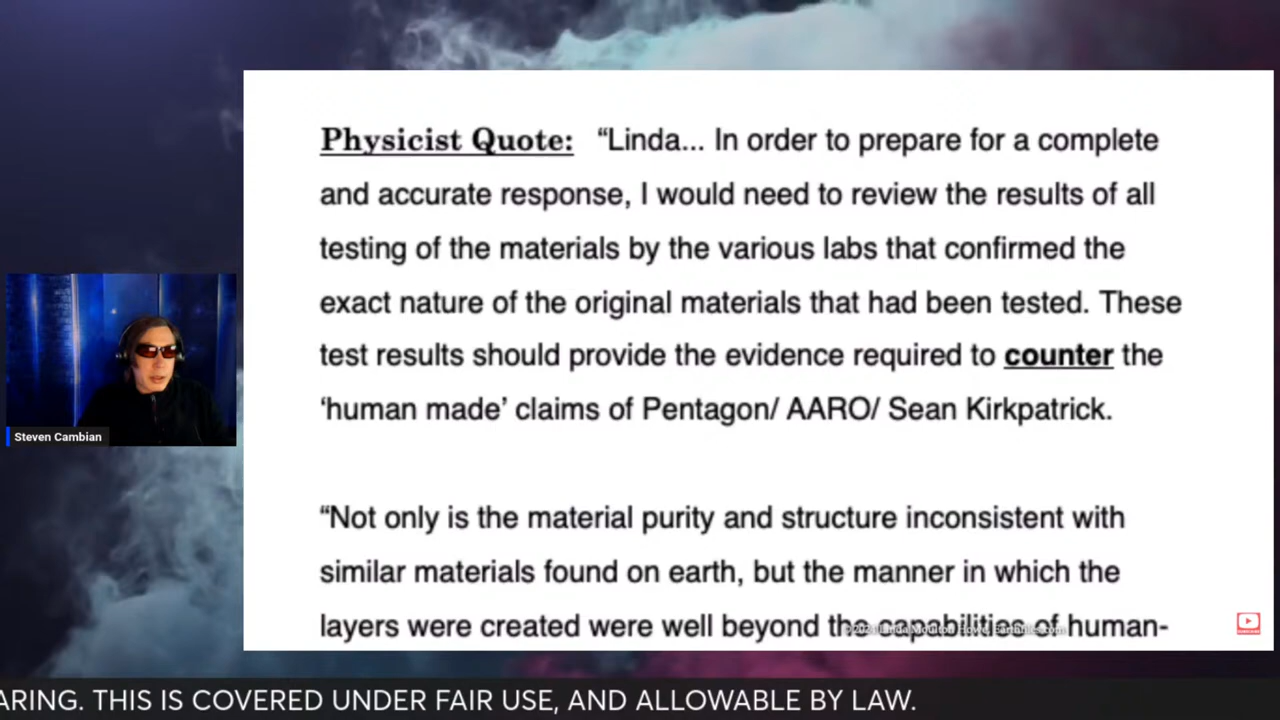 Physicist Quote: “Linda... In order to prepare for a complete
and accurate response, I would need to review the results of all
testing of the materials by the various labs that confirmed the
exact nature of the original materials that had been tested. These
test results should provide the evidence required to counter the
‘human made’ claims of Pentagon/ AARO/ Sean Kirkpatrick.
“Not only is the material purity and structure inconsistent with
similar materials found on earth, but the manner in which the
layers were created were well beyond the capabilities of human-
Steven Cambian
ARING. THIS IS COVERED UNDER FAIR USE, AND ALLOWABLE BY LAW.